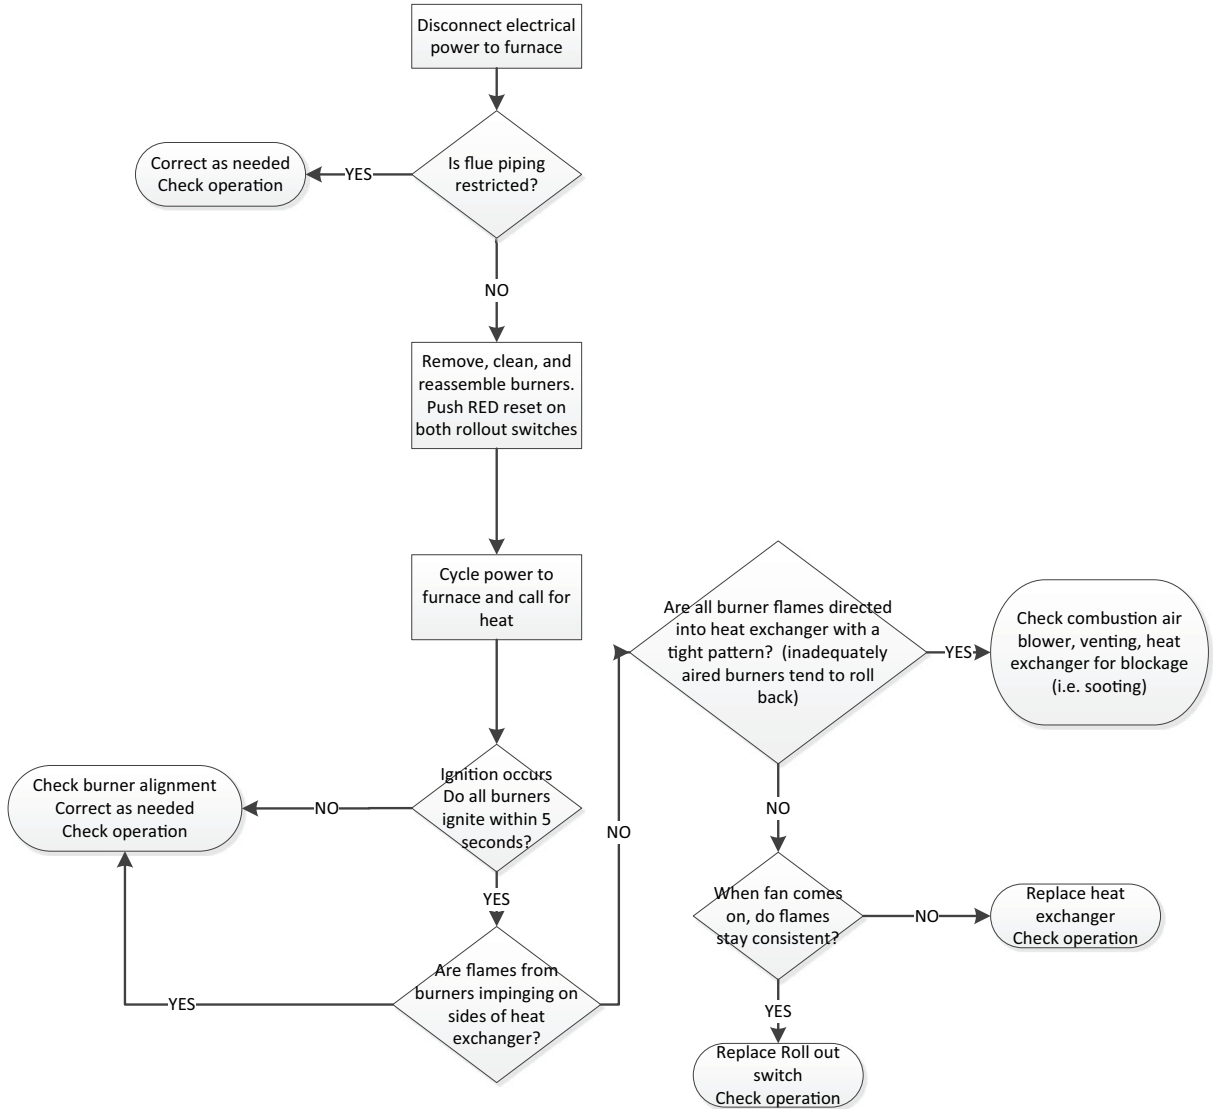 Disconnect electrical
power to furnace
Is flue piping
restricted?
YES
Correct as needed
Check operation
NO
Remove, clean, and
reassemble burners.
Push RED reset on
both rollout switches
Cycle power to
furnace and call for
heat
Ignition occurs
Do all burners
ignite within 5
seconds?
NO
Check burner alignment
Correct as needed
Check operation
YES
Are flames from
burners impinging on
sides of heat
exchanger?
YES
NO
Are all burner flames directed
into heat exchanger with a
tight pattern?  (inadequately
aired burners tend to roll
back)
YES
Check combustion air
blower, venting, heat
exchanger for blockage
(i.e. sooting)
NO
When fan comes
on, do flames
stay consistent?
NO
Replace heat
exchanger
Check operation
YES
Replace Roll out
switch
Check operation